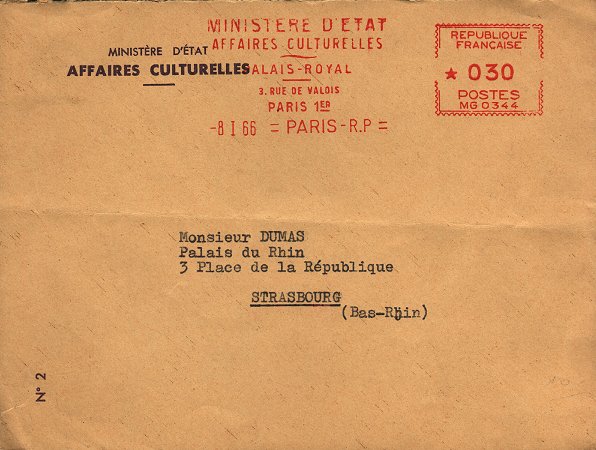 MINISTÈRE D'ÉTAT
AFFAIRES CULTURELLES
MINISTERE D'ETAT
AFFAIRES CULTURELLES
ALAIS-ROYAL
3. RUE DE VALOIS
PARIS 1ER
-8 I 66 = PARIS-R.P =
REPUBLIQUE
FRANÇAISE
★ 030
POSTES
MG 0344
Monsieur DUMAS
Palais du Rhin
3 Place de la République
STRASBOURG
(Bas-Rhin)
N° 2